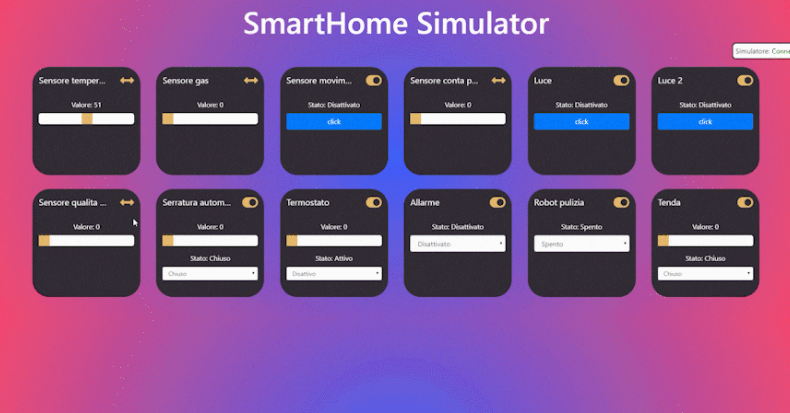 SmartHome Simulator
Simulatore: Conne
Sensore temper...
Valore: 51
Sensore gas
Valore: 0
Sensore movim...
Stato: Disattivato
click
Sensore conta p...
Valore: 0
Luce
Stato: Disattivato
click
Luce 2
Stato: Disattivato
click
Sensore qualita ...
Valore: 0
Serratura autom...
Valore: 0
Stato: Chiuso
Chiuso
Termostato
Valore: 0
Stato: Attivo
Disattivo
Allarme
Stato: Disattivato
Disattivato
Robot pulizia
Stato: Spento
Spento
Tenda
Valore: 0
Stato: Chiuso
Chiuso